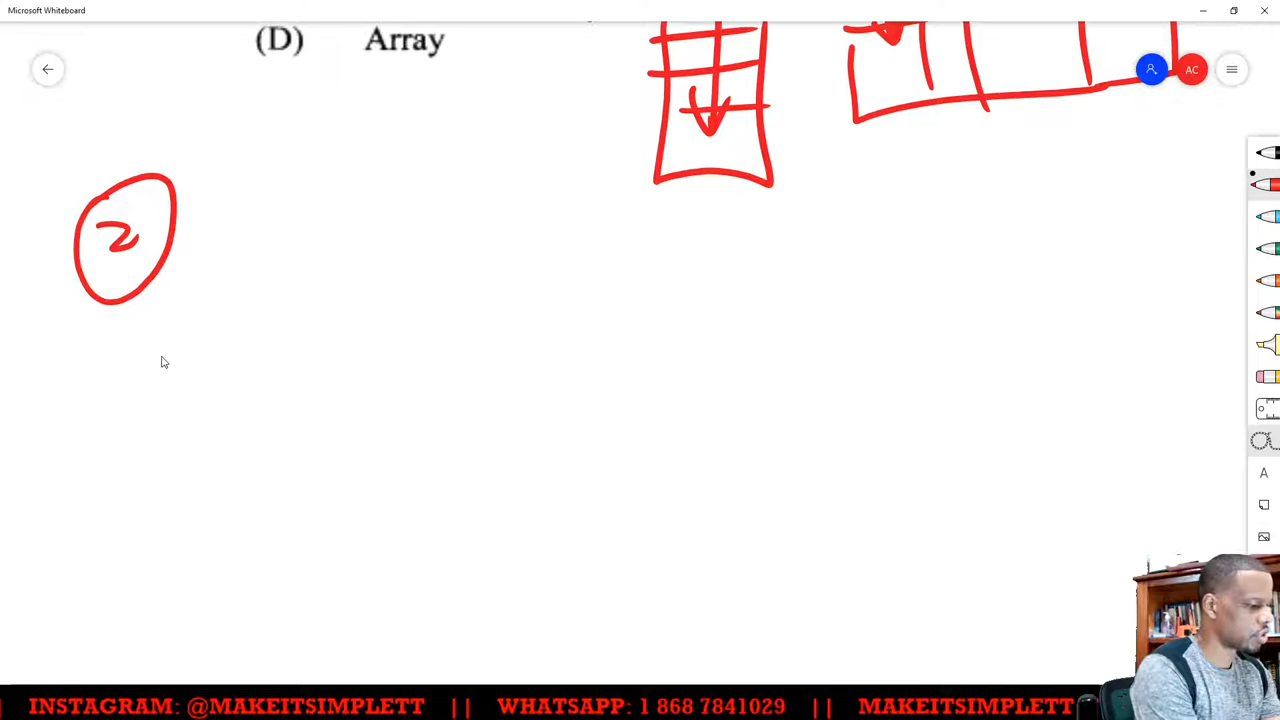 Microsoft Whiteboard
(D) Array
AC
2
A
INSTAGRAM: @MAKEITSIMPLETT || WHATSAPP: 1 868 7841029 || MAKEITSIMPLETT